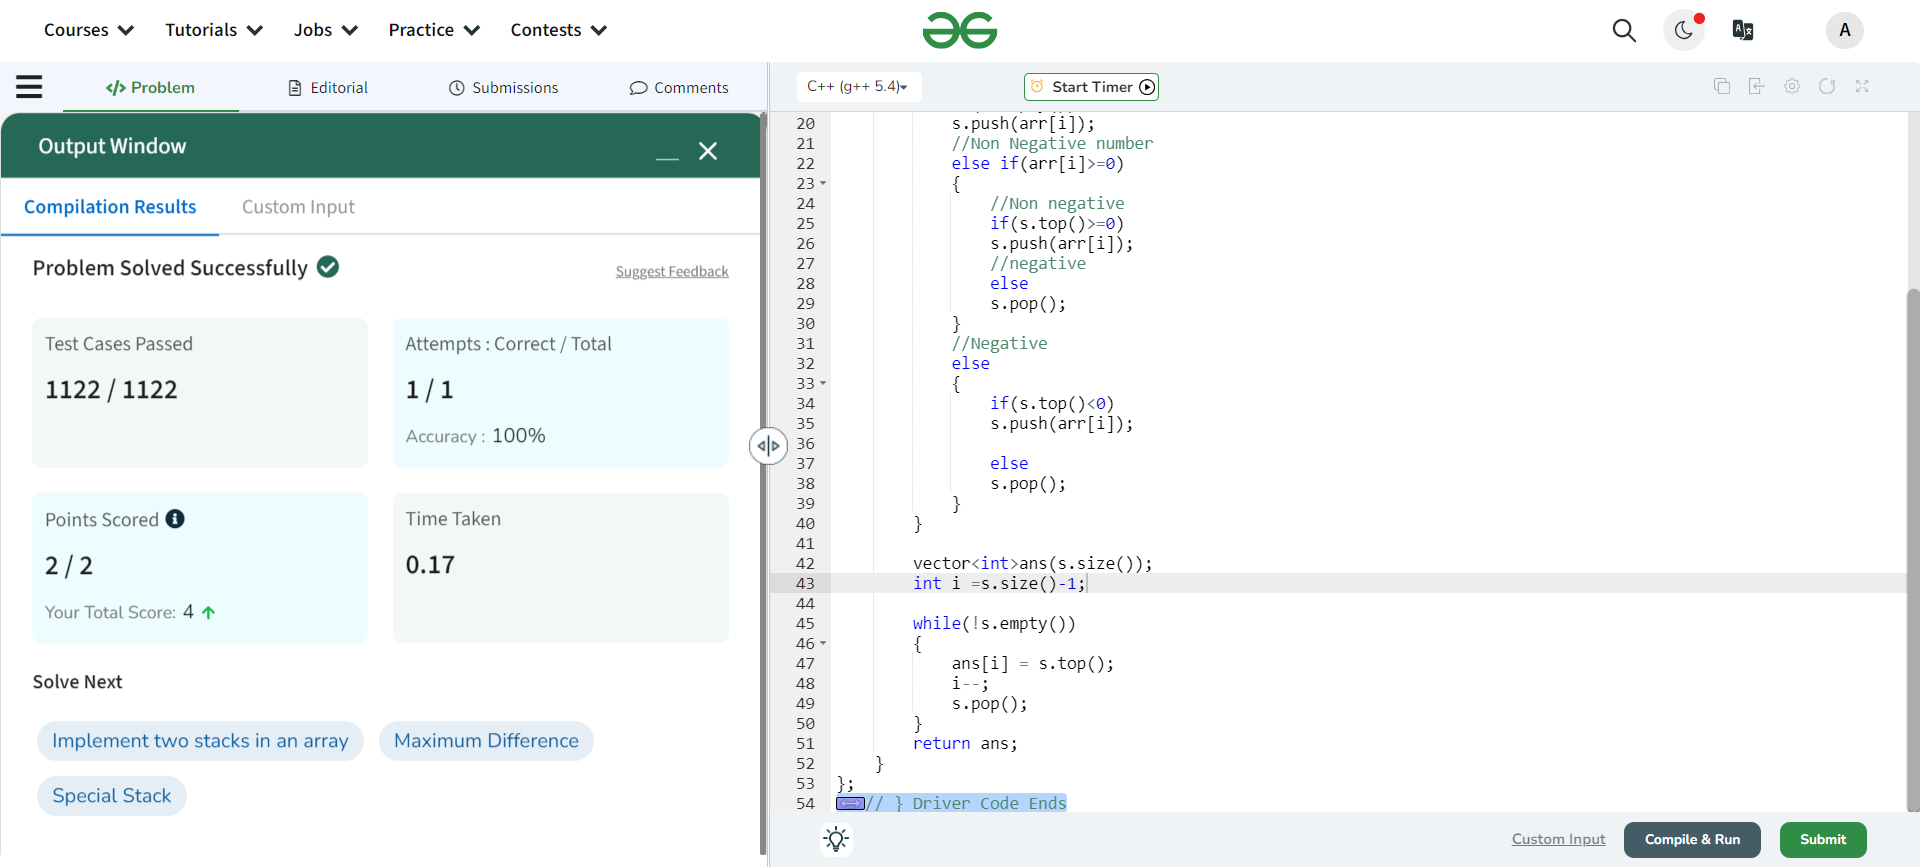 Courses Tutorials Jobs Practice Contests A
</> Problem Editorial Submissions Comments
Output Window
Compilation Results Custom Input
Problem Solved Successfully
Suggest Feedback
Test Cases Passed
1122 / 1122
Attempts : Correct / Total
1 / 1
Accuracy : 100%
Points Scored
2 / 2
Your Total Score: 4
Time Taken
0.17
Solve Next
Implement two stacks in an array Maximum Difference
Special Stack
C++ (g++ 5.4) Start Timer
20 s.push(arr[i]);
21 //Non Negative number
22 else if(arr[i]>=0)
23 {
24 //Non negative
25 if(s.top()>=0)
26 s.push(arr[i]);
27 //negative
28 else
29 s.pop();
30 }
31 //Negative
32 else
33 {
34 if(s.top()<0)
35 s.push(arr[i]);
36
37 else
38 s.pop();
39 }
40 }
41
42 vector<int>ans(s.size());
43 int i =s.size()-1;
44
45 while(!s.empty())
46 {
47 ans[i] = s.top();
48 i--;
49 s.pop();
50 }
51 return ans;
52 }
53 };
54 // } Driver Code Ends
Custom Input Compile & Run Submit